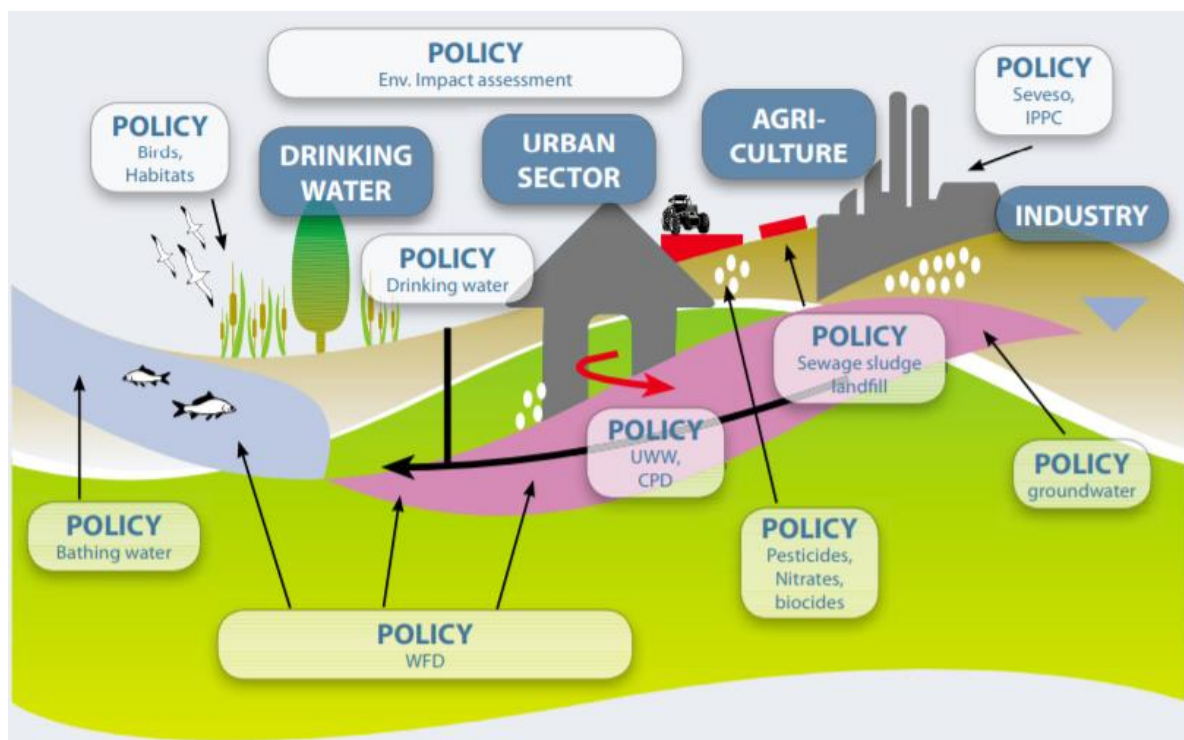 POLICY
Env. Impact assessment
POLICY
Seveso,
IPPC
POLICY
Birds,
Habitats
DRINKING
WATER
URBAN
SECTOR
AGRI-
CULTURE
INDUSTRY
POLICY
Drinking water
POLICY
Sewage sludge
landfill
POLICY
UWW,
CPD
POLICY
groundwater
POLICY
Bathing water
POLICY
Pesticides,
Nitrates,
biocides
POLICY
WFD